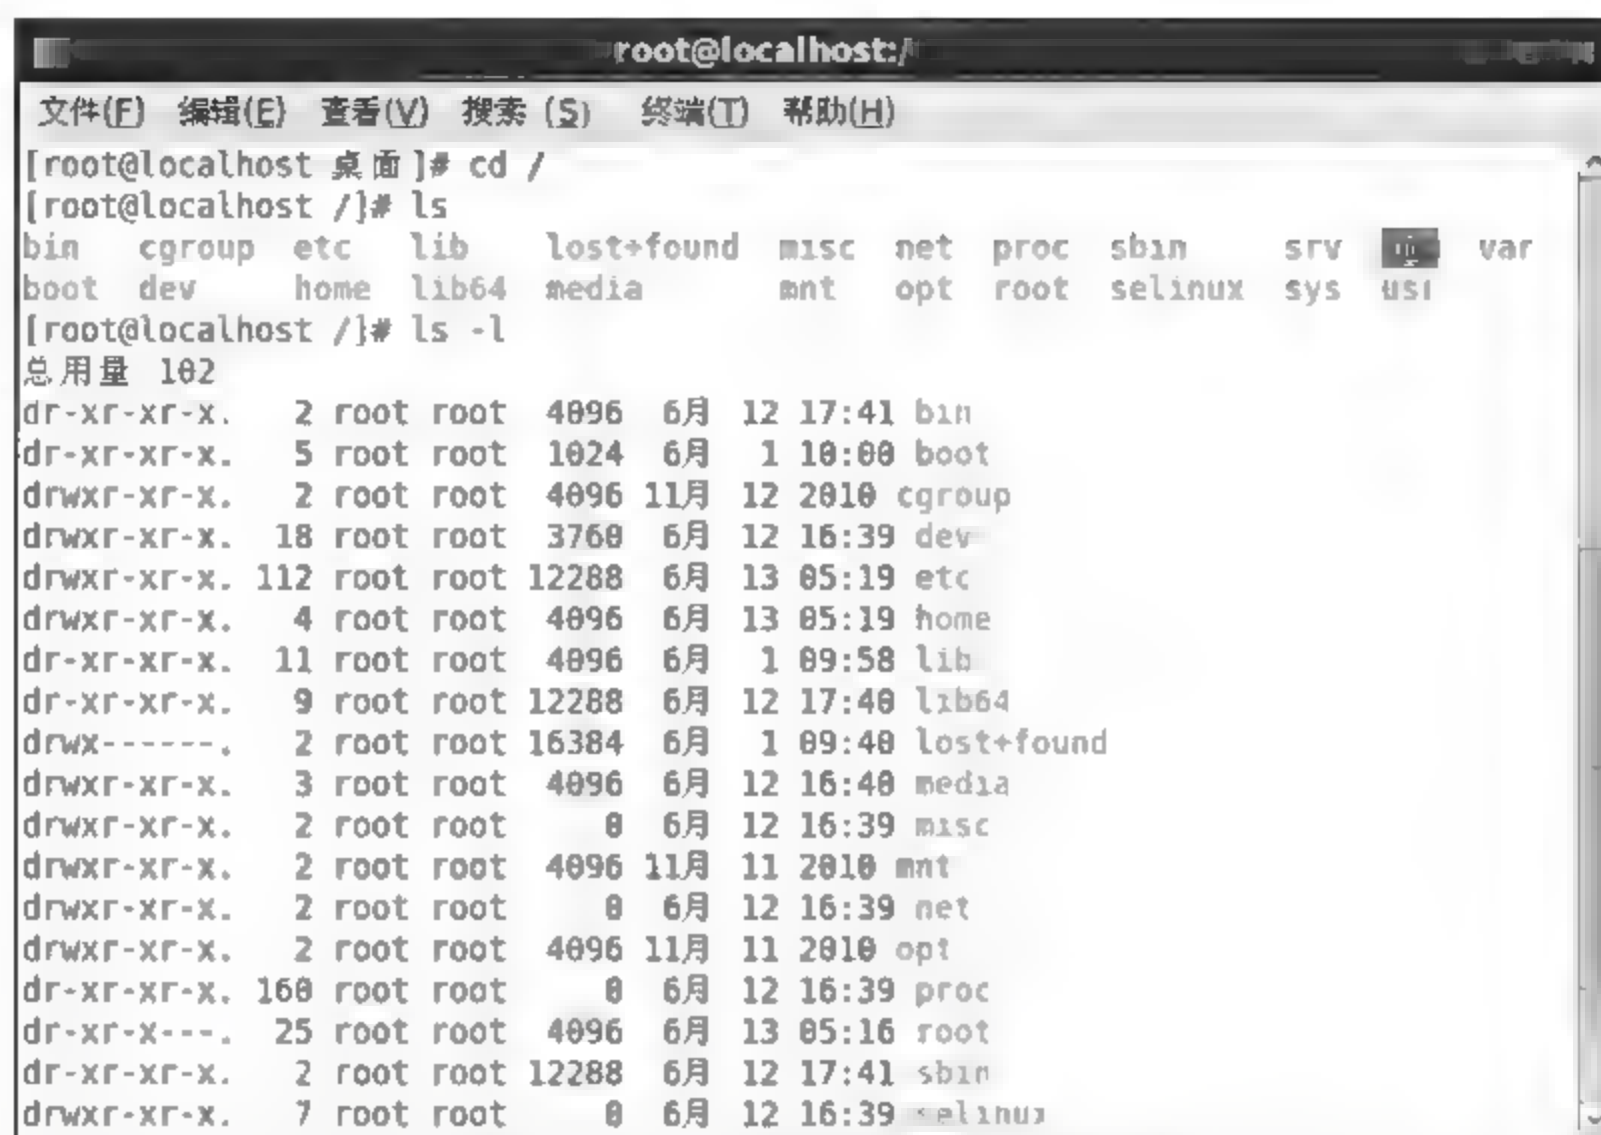 root@localhost:/
文件(F) 编辑(E) 查看(V) 搜索 (S) 终端(T) 帮助(H)
[root@localhost 桌面]# cd /
[root@localhost /]# ls
bin cgroup etc lib lost+found misc net proc sbin srv var
boot dev home lib64 media mnt opt root selinux sys usr
[root@localhost /]# ls -l
总用量 102
dr-xr-xr-x. 2 root root 4096 6月 12 17:41 bin
dr-xr-xr-x. 5 root root 1024 6月 1 10:00 boot
drwxr-xr-x. 2 root root 4096 11月 12 2010 cgroup
drwxr-xr-x. 18 root root 3760 6月 12 16:39 dev
drwxr-xr-x. 112 root root 12288 6月 13 05:19 etc
drwxr-xr-x. 4 root root 4096 6月 13 05:19 home
dr-xr-xr-x. 11 root root 4096 6月 1 09:58 lib
dr-xr-xr-x. 9 root root 12288 6月 12 17:40 lib64
drwx------. 2 root root 16384 6月 1 09:40 lost+found
drwxr-xr-x. 3 root root 4096 6月 12 16:40 media
drwxr-xr-x. 2 root root 0 6月 12 16:39 misc
drwxr-xr-x. 2 root root 4096 11月 11 2010 mnt
drwxr-xr-x. 2 root root 0 6月 12 16:39 net
drwxr-xr-x. 2 root root 4096 11月 11 2010 opt
dr-xr-xr-x. 160 root root 0 6月 12 16:39 proc
dr-xr-x---. 25 root root 4096 6月 13 05:16 root
dr-xr-xr-x. 2 root root 12288 6月 12 17:41 sbin
drwxr-xr-x. 7 root root 0 6月 12 16:39 selinux